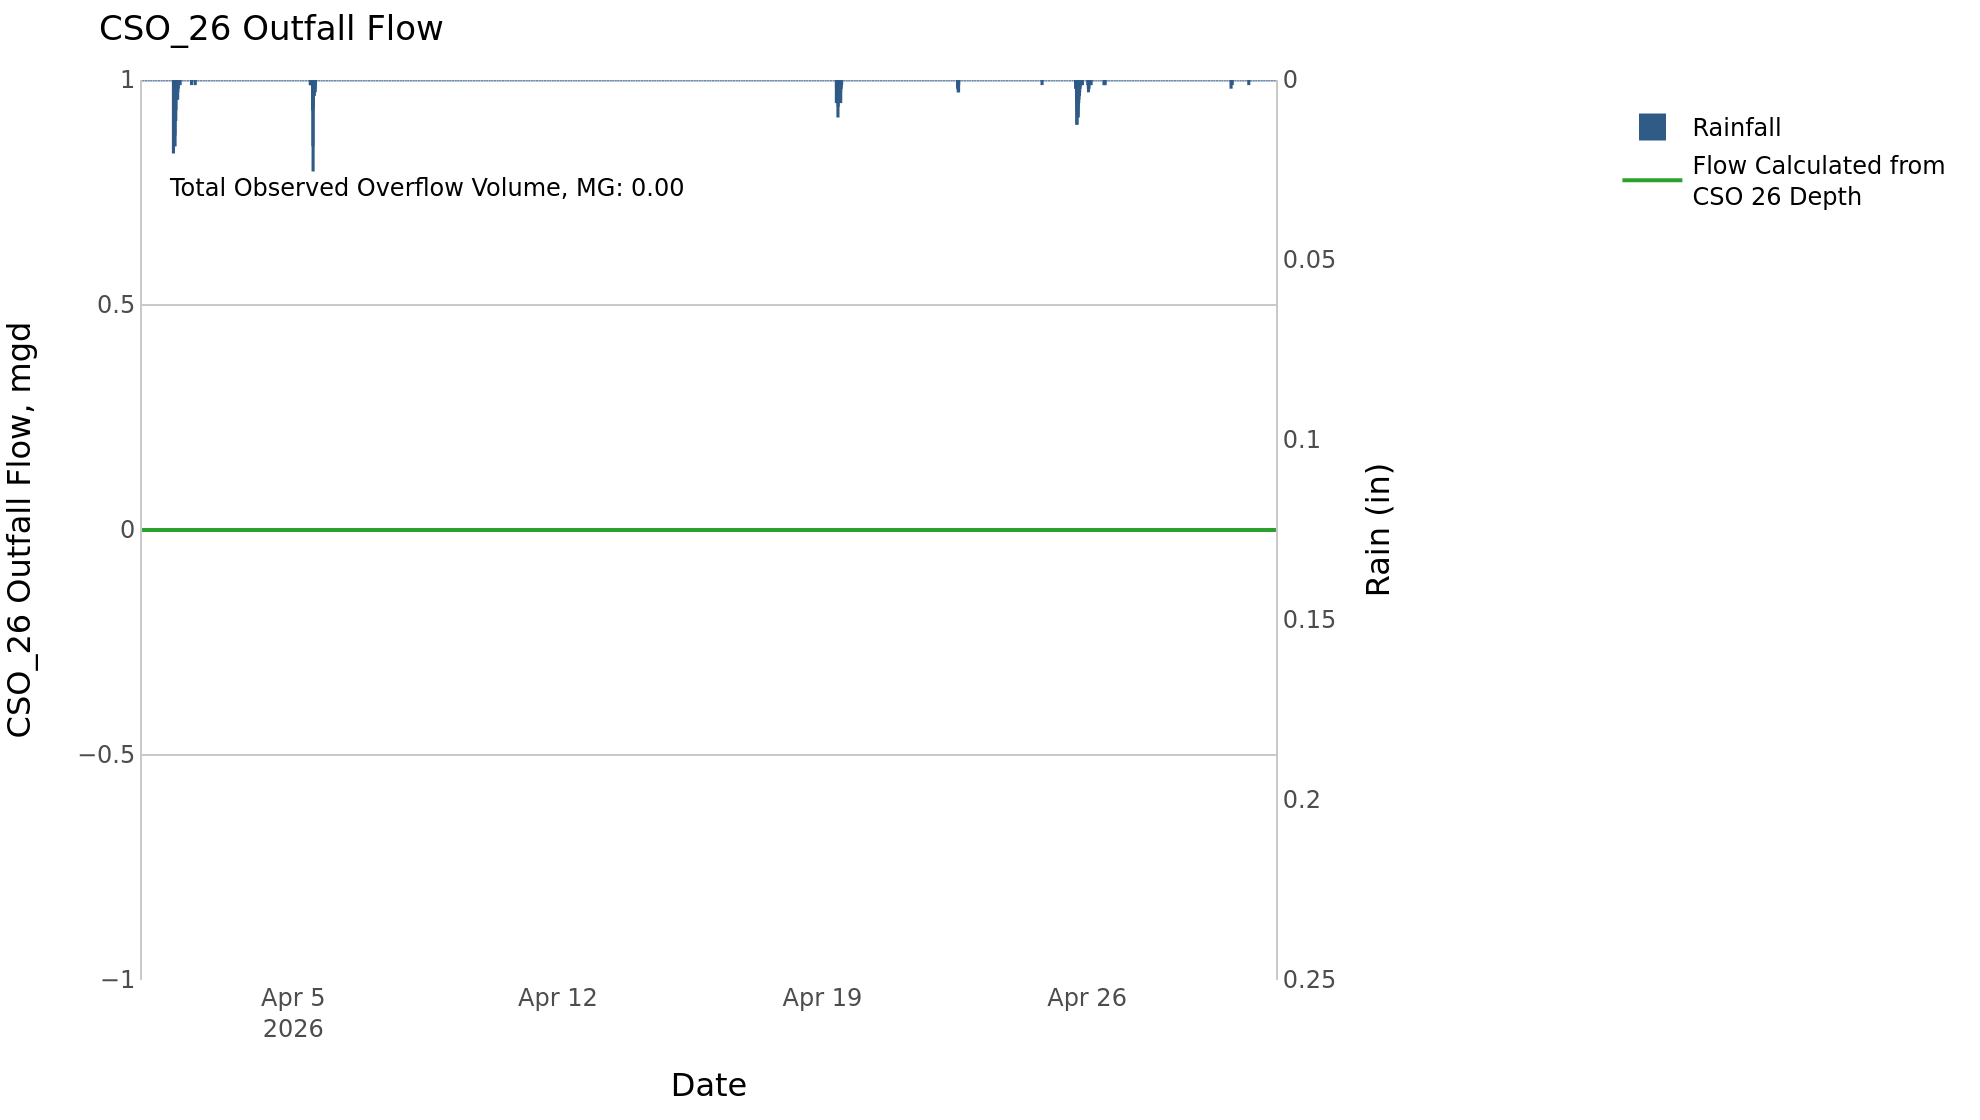 CSO_26 Outfall Flow
1
0.5
0
−0.5
−1
CSO_26 Outfall Flow, mgd
Total Observed Overflow Volume, MG: 0.00
0
0.05
0.1
0.15
0.2
0.25
Rain (in)
Apr 5
2026
Apr 12
Apr 19
Apr 26
Date
Rainfall
Flow Calculated from
CSO 26 Depth